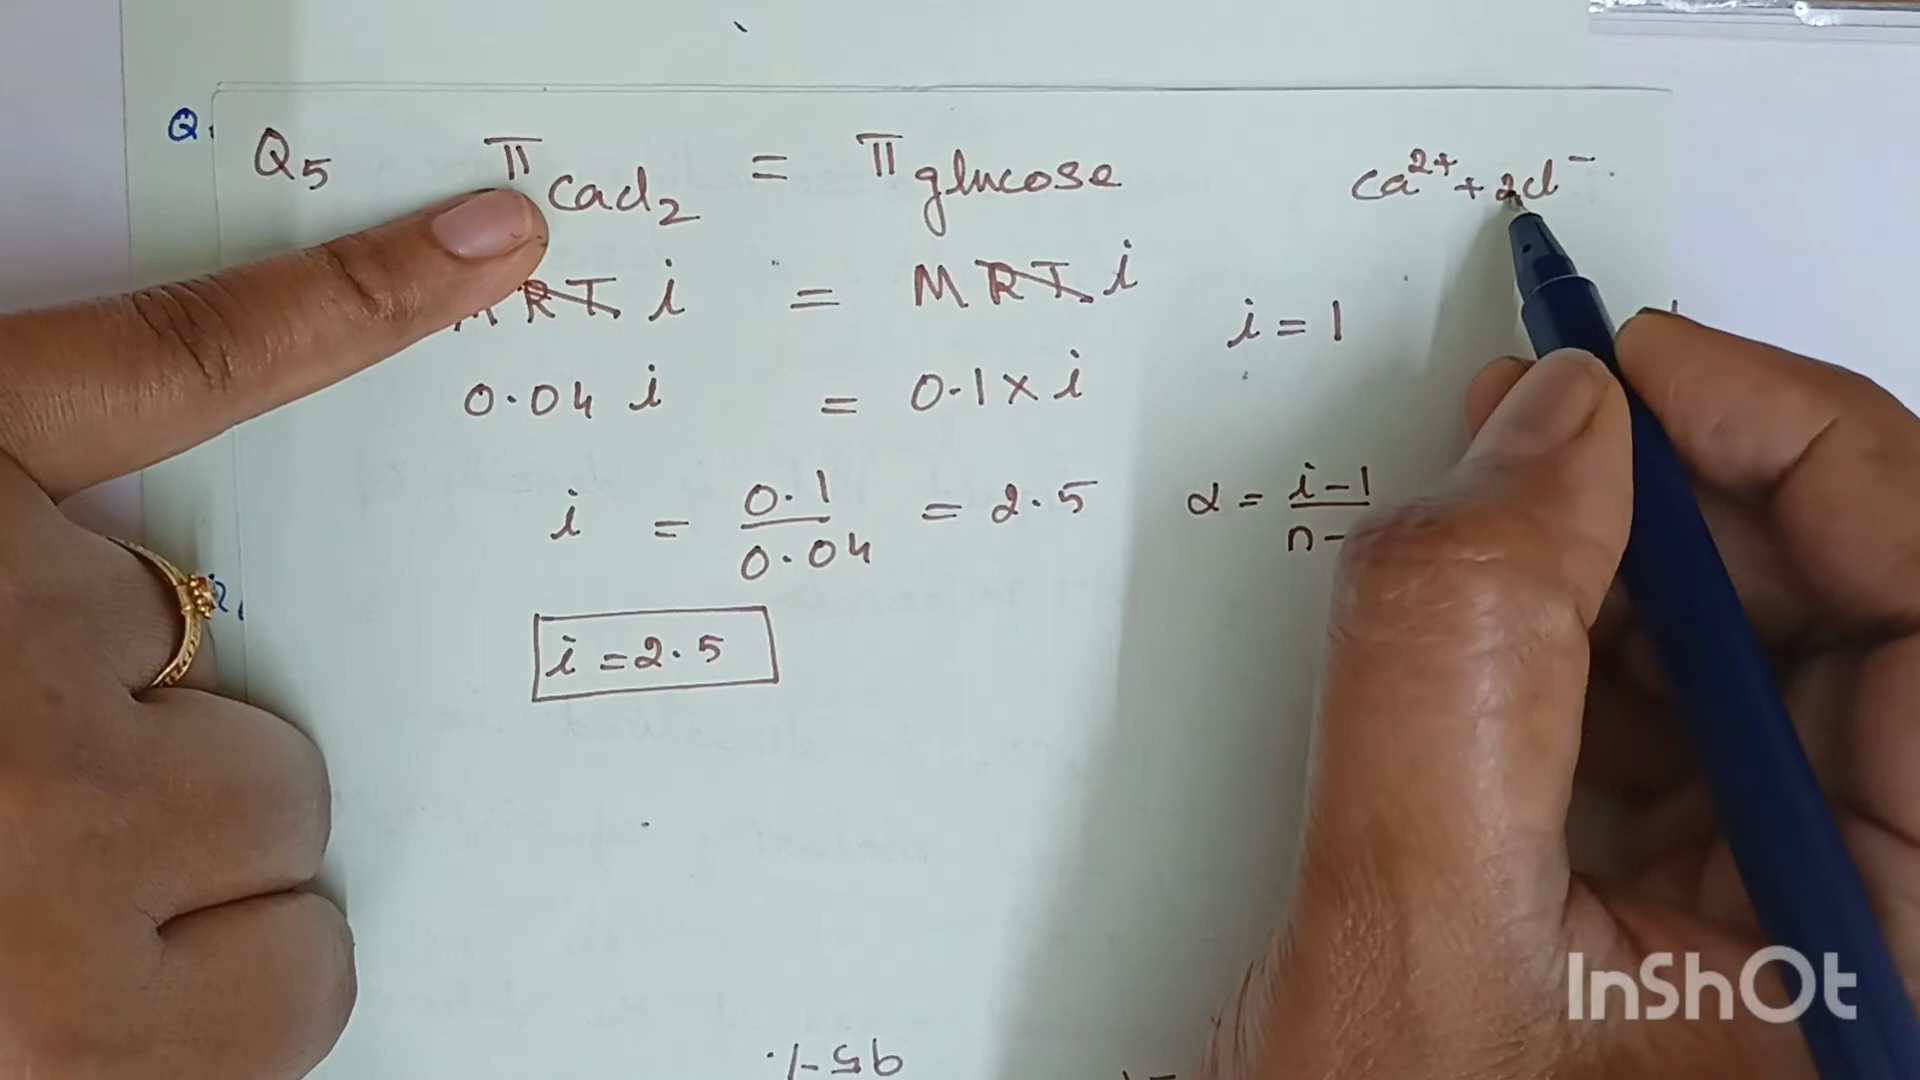 Q.
Q5 π CaCl2 = π glucose Ca2+ + 2Cl-
MRT i = MRT i
i = 1
0.04 i = 0.1 x i
i = 0.1 / 0.04 = 2.5 α = i-1 / n-
i = 2.5
InShOt